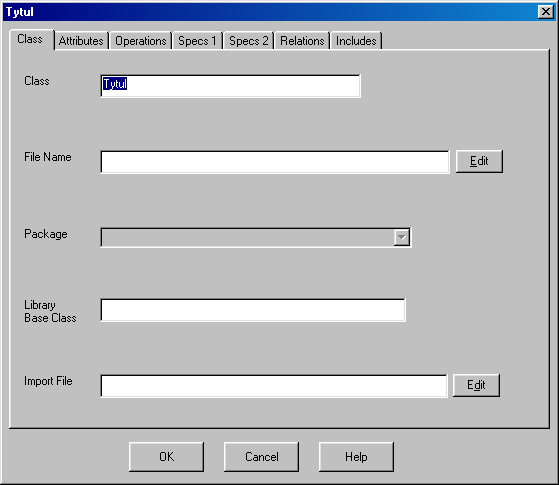 Tytul
Class Attributes Operations Specs 1 Specs 2 Relations Includes
Class Tytul
File Name Edit
Package
Library
Base Class
Import File Edit
OK Cancel Help